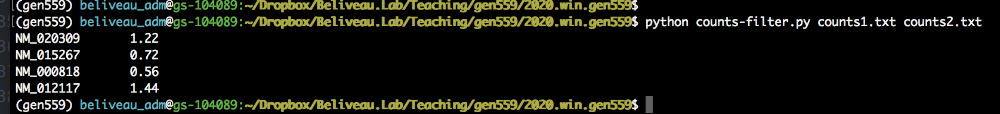 (gen559) beliveau_adm@gs-104089:~/Dropbox/Beliveau.Lab/Teaching/gen559/2020.win.gen559$
[(gen559) beliveau_adm@gs-104089:~/Dropbox/Beliveau.Lab/Teaching/gen559/2020.win.gen559$ python counts-filter.py counts1.txt counts2.txt
NM_020309 1.22
NM_015267 0.72
NM_000818 0.56
NM_012117 1.44
(gen559) beliveau_adm@gs-104089:~/Dropbox/Beliveau.Lab/Teaching/gen559/2020.win.gen559$